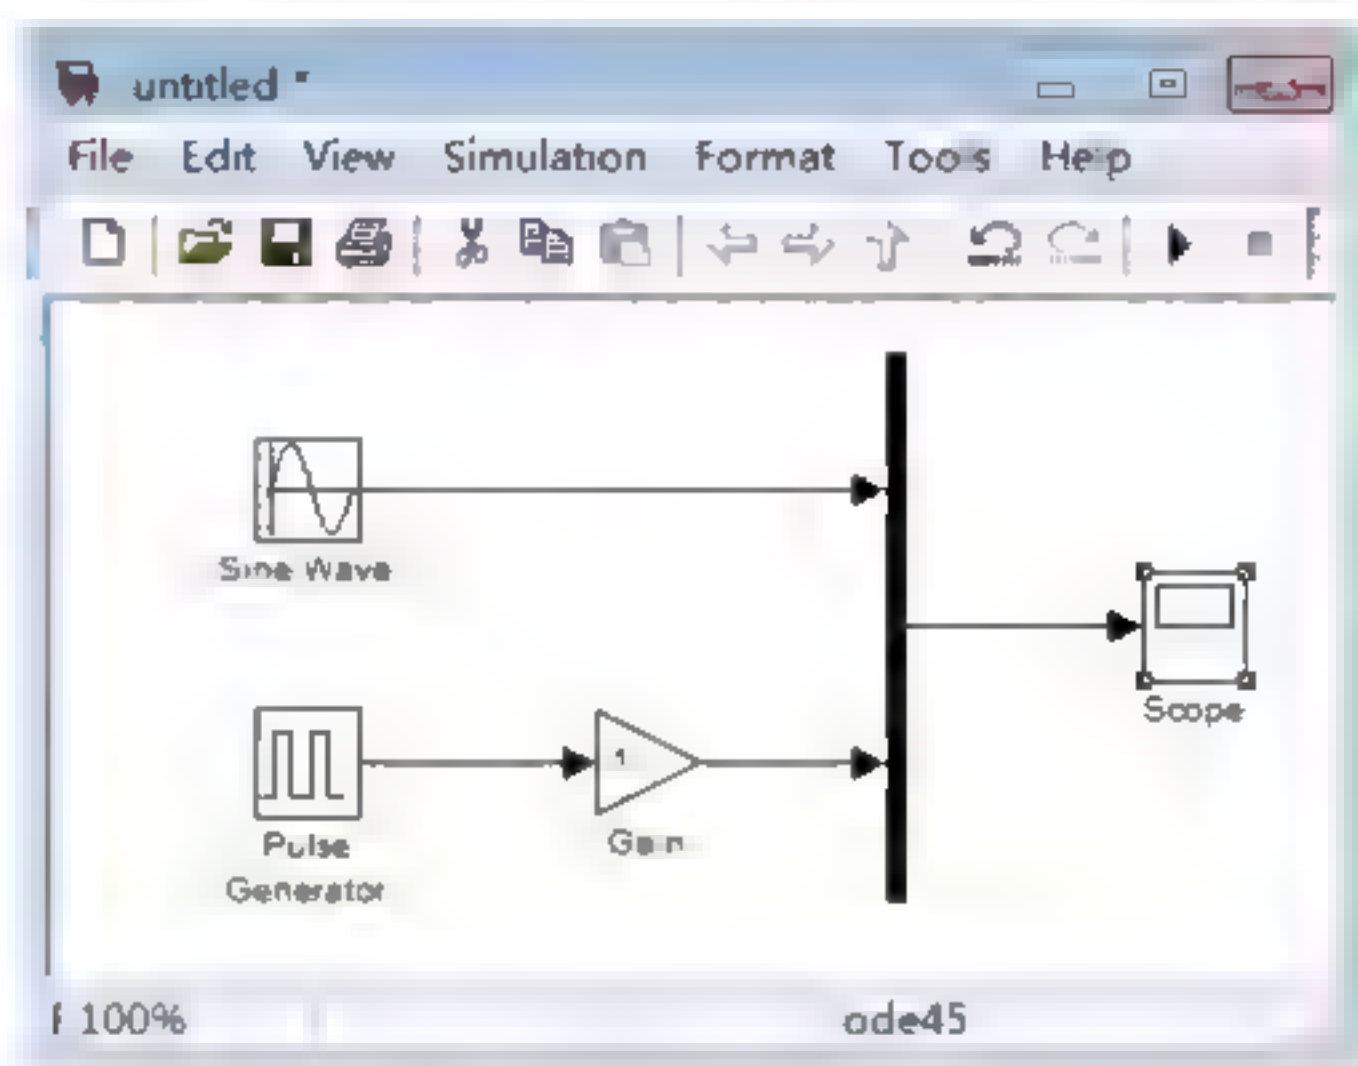 untitled *
File Edit View Simulation Format Tools Help
Sine Wave
Scope
1
Pulse
Generator
Gain
100%
ode45